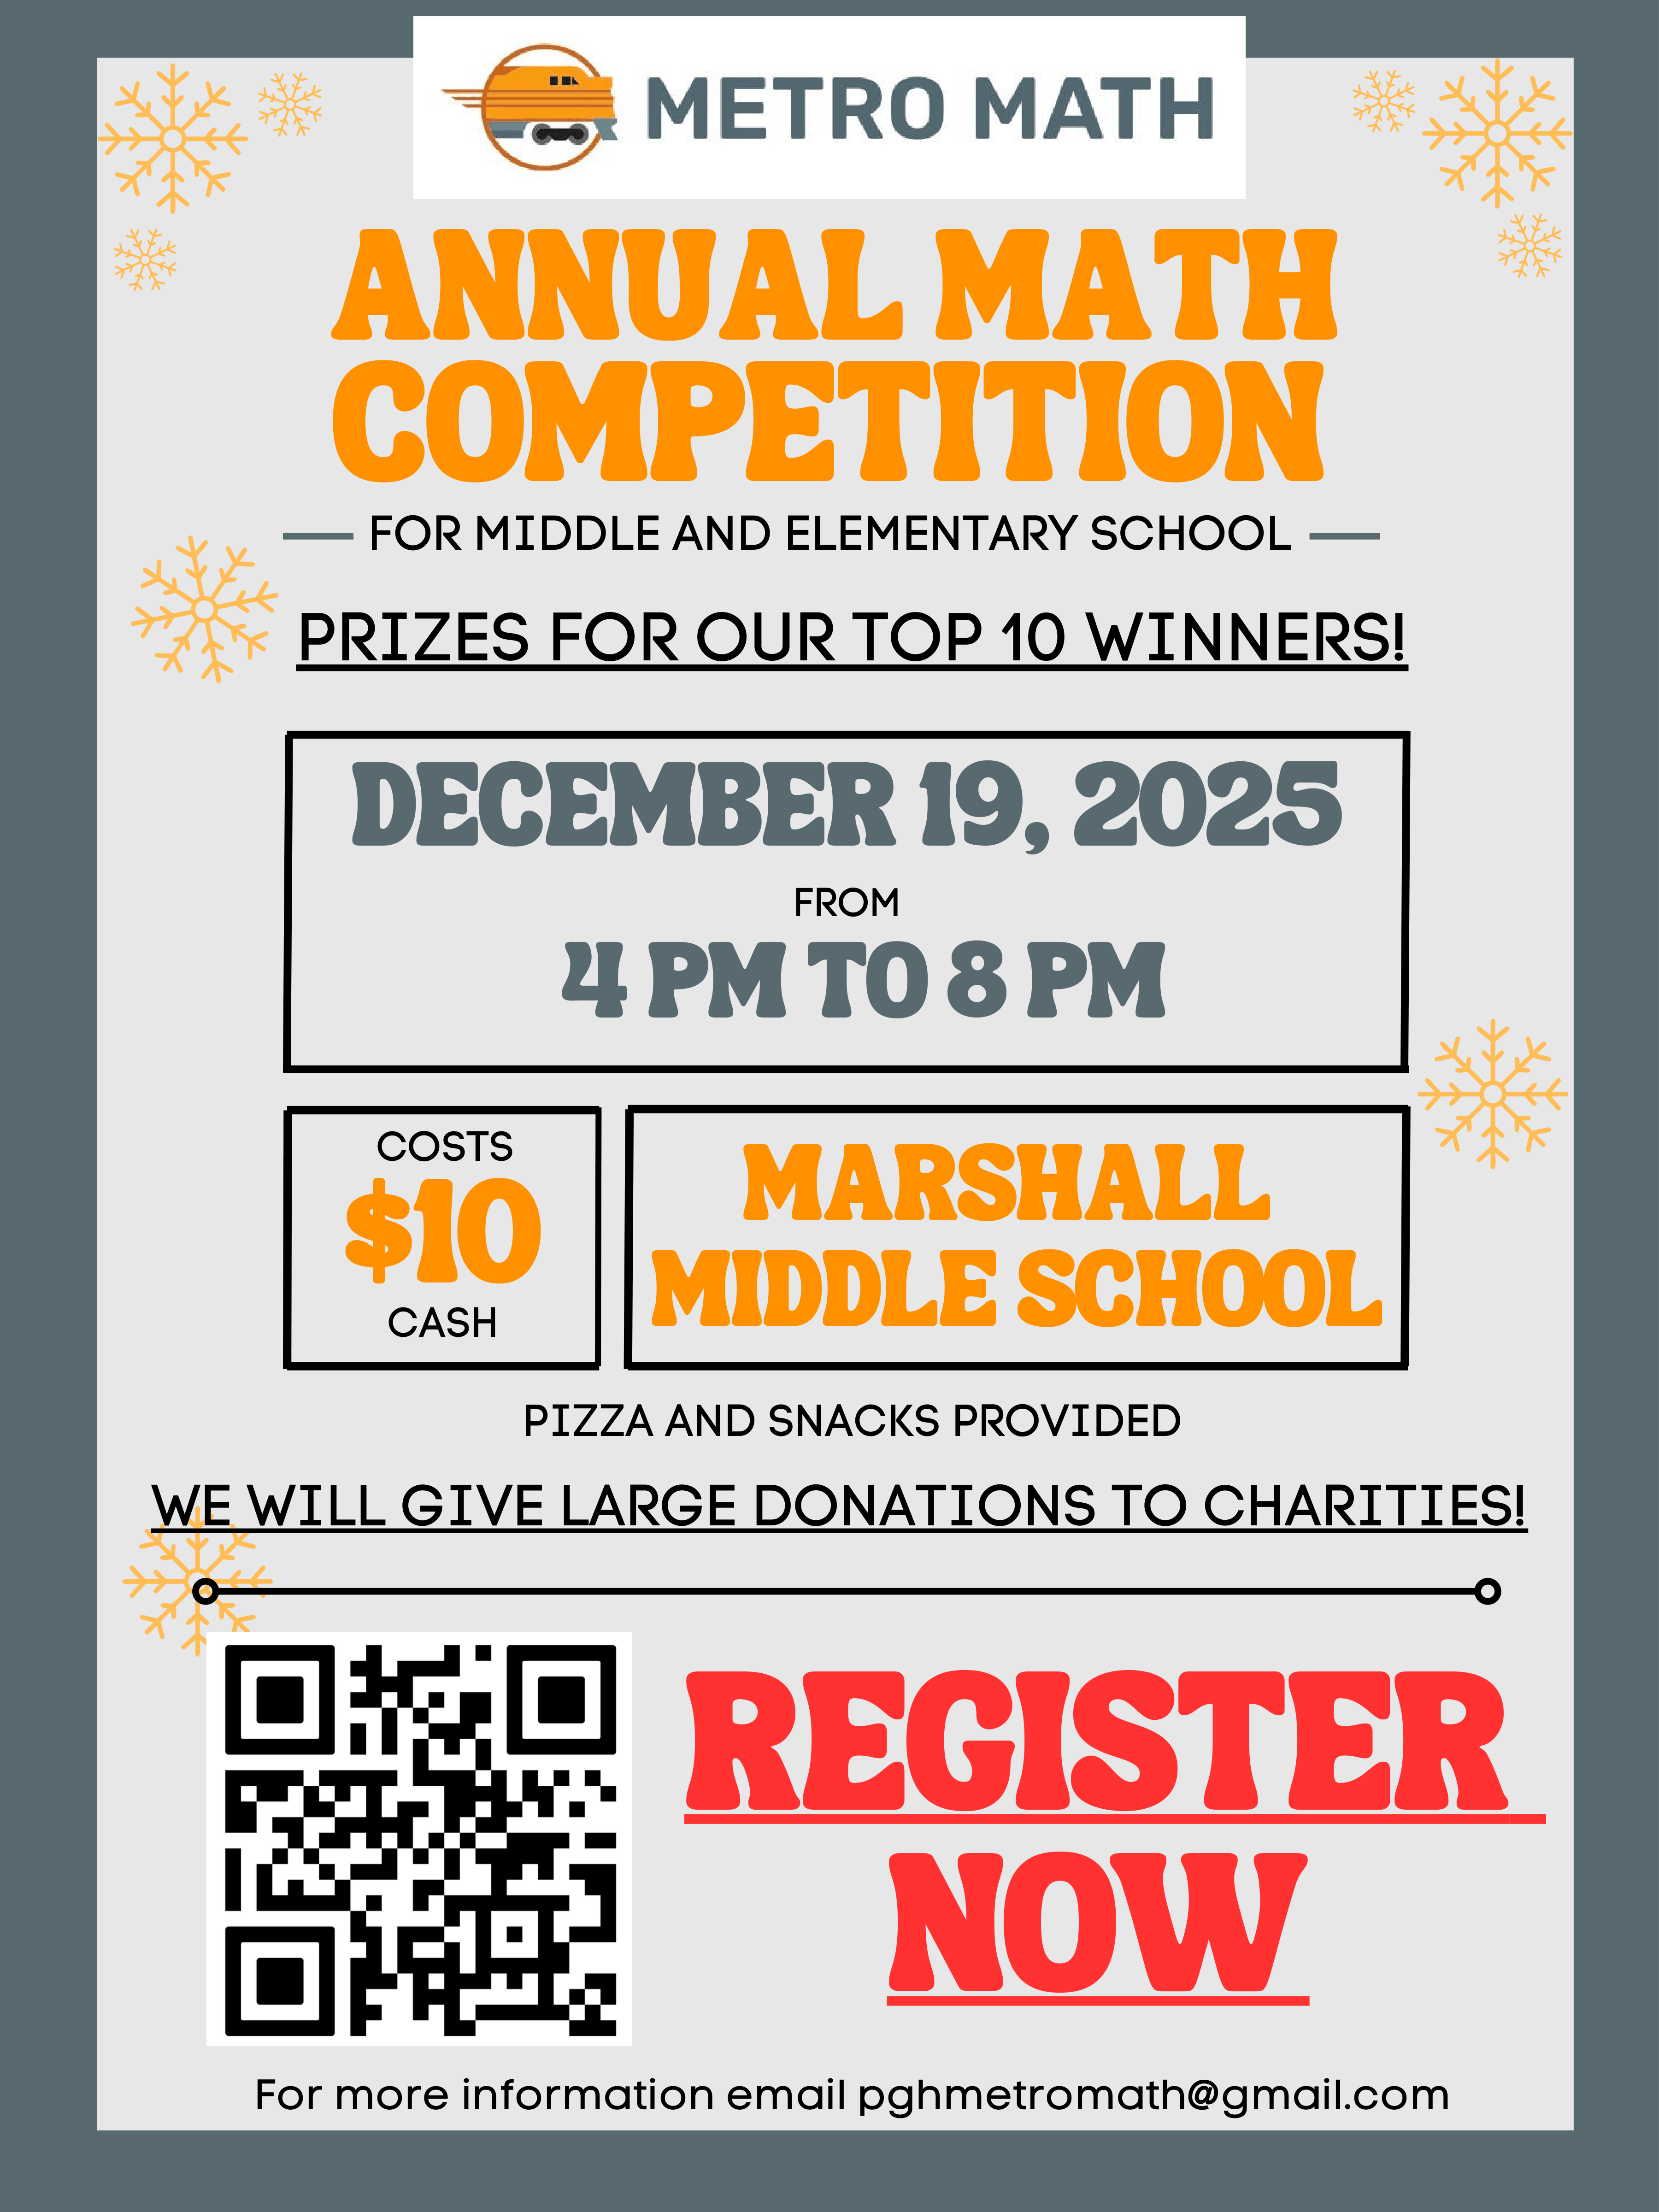 METRO MATH
ANNUAL MATH
COMPETITION
FOR MIDDLE AND ELEMENTARY SCHOOL
PRIZES FOR OUR TOP 10 WINNERS!
DECEMBER 19, 2025
FROM
4 PM TO 8 PM
COSTS
$10
CASH
MARSHALL
MIDDLE SCHOOL
PIZZA AND SNACKS PROVIDED
WE WILL GIVE LARGE DONATIONS TO CHARITIES!
REGISTER
NOW
For more information email pghmetromath@gmail.com